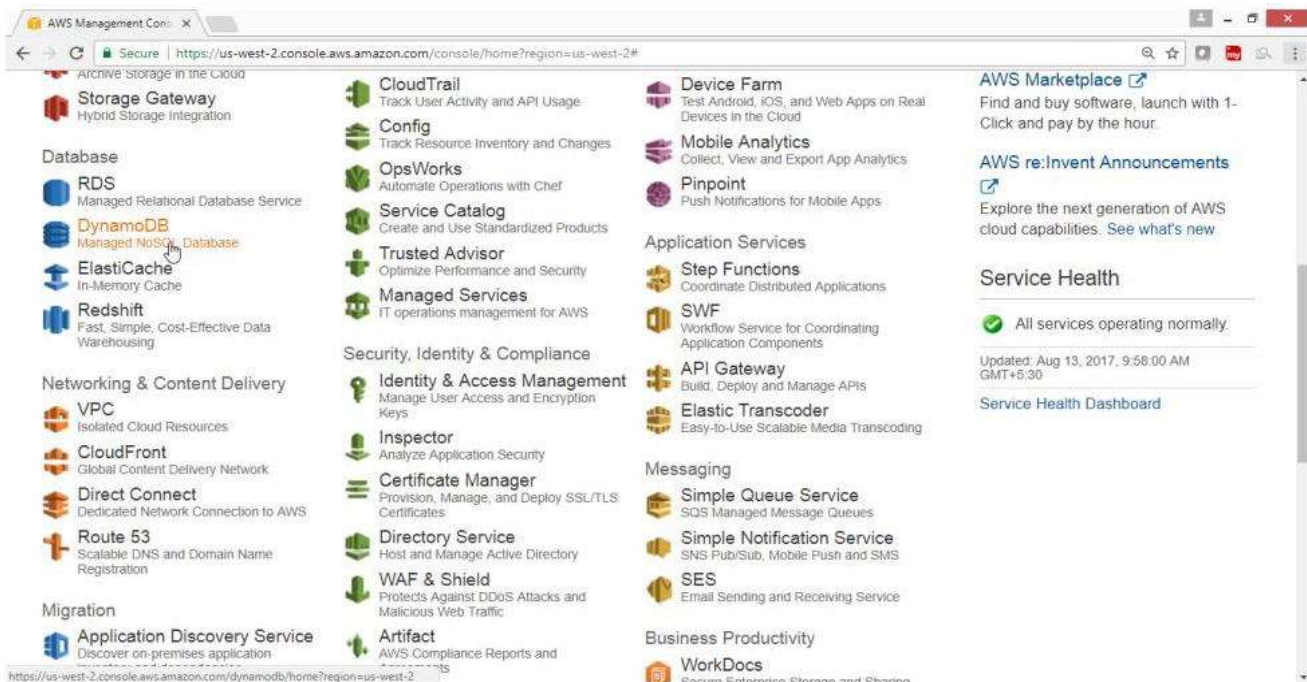 AWS Management Con
Secure | https://us-west-2.console.aws.amazon.com/console/home?region=us-west-2#
my
Archive Storage in the Cloud
Storage Gateway
Hybrid Storage Integration
Database
RDS
Managed Relational Database Service
DynamoDB
Managed NoSQL Database
ElastiCache
In-Memory Cache
Redshift
Fast, Simple, Cost-Effective Data
Warehousing
Networking & Content Delivery
VPC
Isolated Cloud Resources
CloudFront
Global Content Delivery Network
Direct Connect
Dedicated Network Connection to AWS
Route 53
Scalable DNS and Domain Name
Registration
Migration
Application Discovery Service
Discover on-premises application
CloudTrail
Track User Activity and API Usage
Config
Track Resource Inventory and Changes
OpsWorks
Automate Operations with Chef
Service Catalog
Create and Use Standardized Products
Trusted Advisor
Optimize Performance and Security
Managed Services
IT operations management for AWS
Security, Identity & Compliance
Identity & Access Management
Manage User Access and Encryption
Keys
Inspector
Analyze Application Security
Certificate Manager
Provision, Manage, and Deploy SSL/TLS
Certificates
Directory Service
Host and Manage Active Directory
WAF & Shield
Protects Against DDoS Attacks and
Malicious Web Traffic
Artifact
AWS Compliance Reports and
Device Farm
Test Android, iOS, and Web Apps on Real
Devices in the Cloud
Mobile Analytics
Collect, View and Export App Analytics
Pinpoint
Push Notifications for Mobile Apps
Application Services
Step Functions
Coordinate Distributed Applications
SWF
Workflow Service for Coordinating
Application Components
API Gateway
Build, Deploy and Manage APIs
Elastic Transcoder
Easy-to-Use Scalable Media Transcoding
Messaging
Simple Queue Service
SQS Managed Message Queues
Simple Notification Service
SNS Pub/Sub, Mobile Push and SMS
SES
Email Sending and Receiving Service
Business Productivity
WorkDocs
Secure Enterprise Storage and Sharing
AWS Marketplace
Find and buy software, launch with 1-
Click and pay by the hour.
AWS re:Invent Announcements
Explore the next generation of AWS
cloud capabilities. See what's new
Service Health
All services operating normally.
Updated: Aug 13, 2017, 9:58:00 AM
GMT+5:30
Service Health Dashboard
https://us-west-2.console.aws.amazon.com/dynamodb/home?region=us-west-2